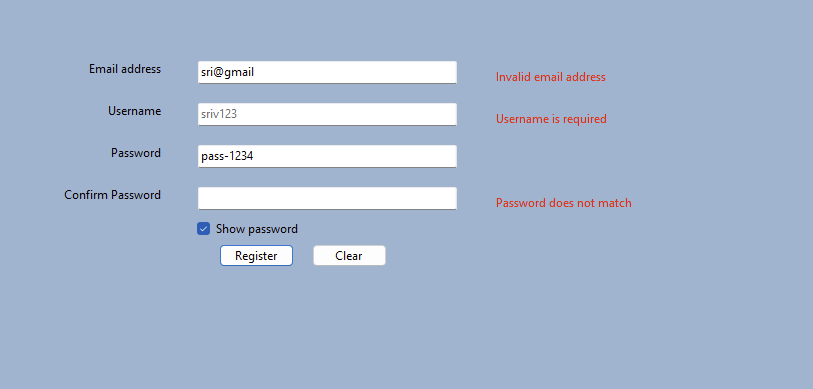 Email address sri@gmail Invalid email address
Username sriv123 Username is required
Password pass-1234
Confirm Password Password does not match
Show password
Register Clear